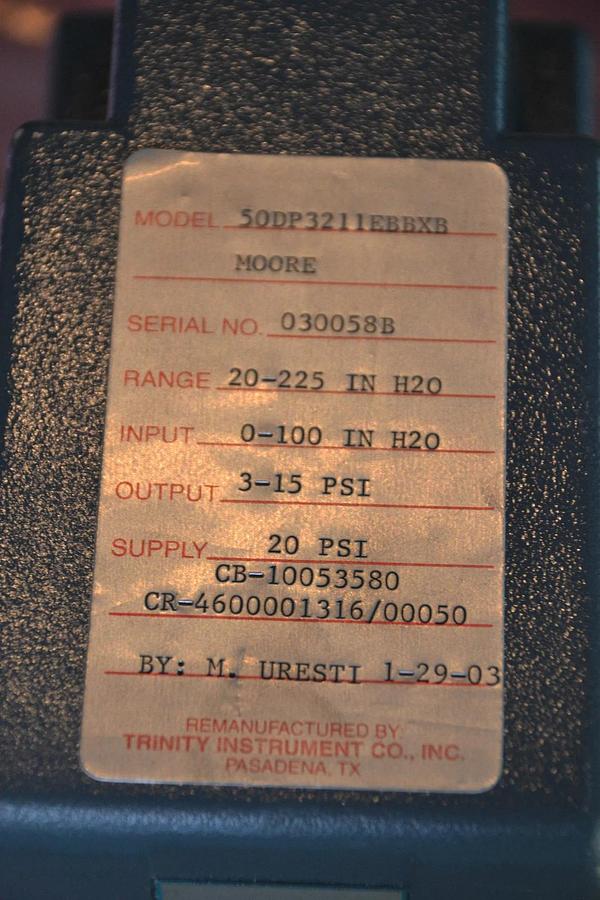 MODEL 50DP3211EBBXB
MOORE
SERIAL NO. 030058B
RANGE 20-225 IN H2O
INPUT 0-100 IN H2O
OUTPUT 3-15 PSI
SUPPLY 20 PSI
CB-10053580
CR-4600001316/00050
BY: M. URESTI 1-29-03
REMANUFACTURED BY:
TRINITY INSTRUMENT CO., INC.
PASADENA, TX